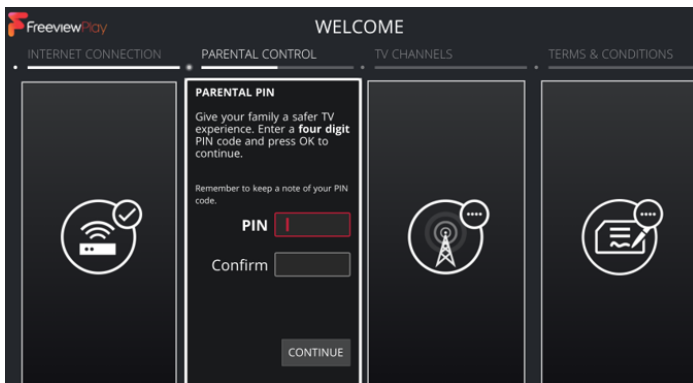 FreeviewPlay
WELCOME
INTERNET CONNECTION
PARENTAL CONTROL
TV CHANNELS
TERMS & CONDITIONS
PARENTAL PIN
Give your family a safer TV
experience. Enter a four digit
PIN code and press OK to
continue.
Remember to keep a note of your PIN
code.
PIN
Confirm
CONTINUE